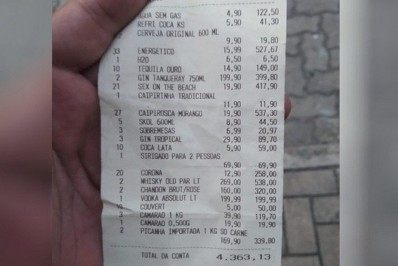 AGUA SEM GAS 4,90 122,50
REFRI COCA KS 5,90 41,30
CERVEJA ORIGINAL 600 ML
9,90 19,80
33 ENERGETICO 15,99 527,67
1 H2O 6,50 6,50
10 TEQUILA OURO 14,90 149,00
2 GIN TANQUERAY 750ML 199,90 399,80
21 SEX ON THE BEACH 19,90 417,90
1 CAIPIRINHA TRADICIONAL
11,90 11,90
27 CAIPIROSCA MORANGO 19,90 537,30
5 SKOL 600ML 8,90 44,50
3 SOBREMESAS 6,99 20,97
3 GIN TROPICAL 29,90 89,70
10 COCA LATA 5,90 59,00
1 SIRIGADO PARA 2 PESSOAS
69,90 69,90
20 CORONA 12,90 258,00
2 WHISKY OLD PAR LT 269,00 538,00
2 CHANDON BRUT/ROSE 160,00 320,00
1 VODKA ABSOLUT LT 199,99 199,99
10 COUVERT 5,00 50,00
3 CAMARAO 1 KG 39,90 119,70
1 CAMARAO 0,500G 19,90 19,90
2 PICANHA IMPORTADA 1 KG SO CARNE
169,90 339,80
TOTAL DA CONTA 4.363,13